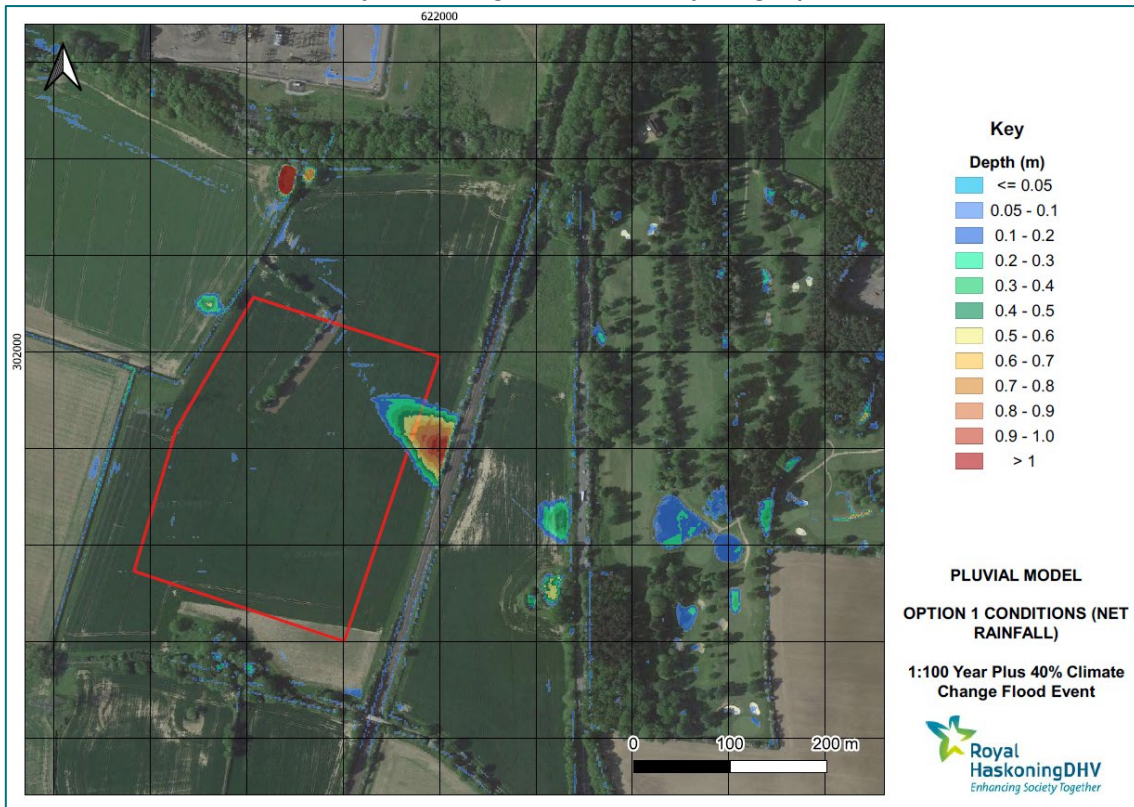 622000
302000
Key
Depth (m)
<= 0.05
0.05 - 0.1
0.1 - 0.2
0.2 - 0.3
0.3 - 0.4
0.4 - 0.5
0.5 - 0.6
0.6 - 0.7
0.7 - 0.8
0.8 - 0.9
0.9 - 1.0
> 1
PLUVIAL MODEL
OPTION 1 CONDITIONS (NET
RAINFALL)
1:100 Year Plus 40% Climate
Change Flood Event
0 100 200 m
Royal
HaskoningDHV
Enhancing Society Together